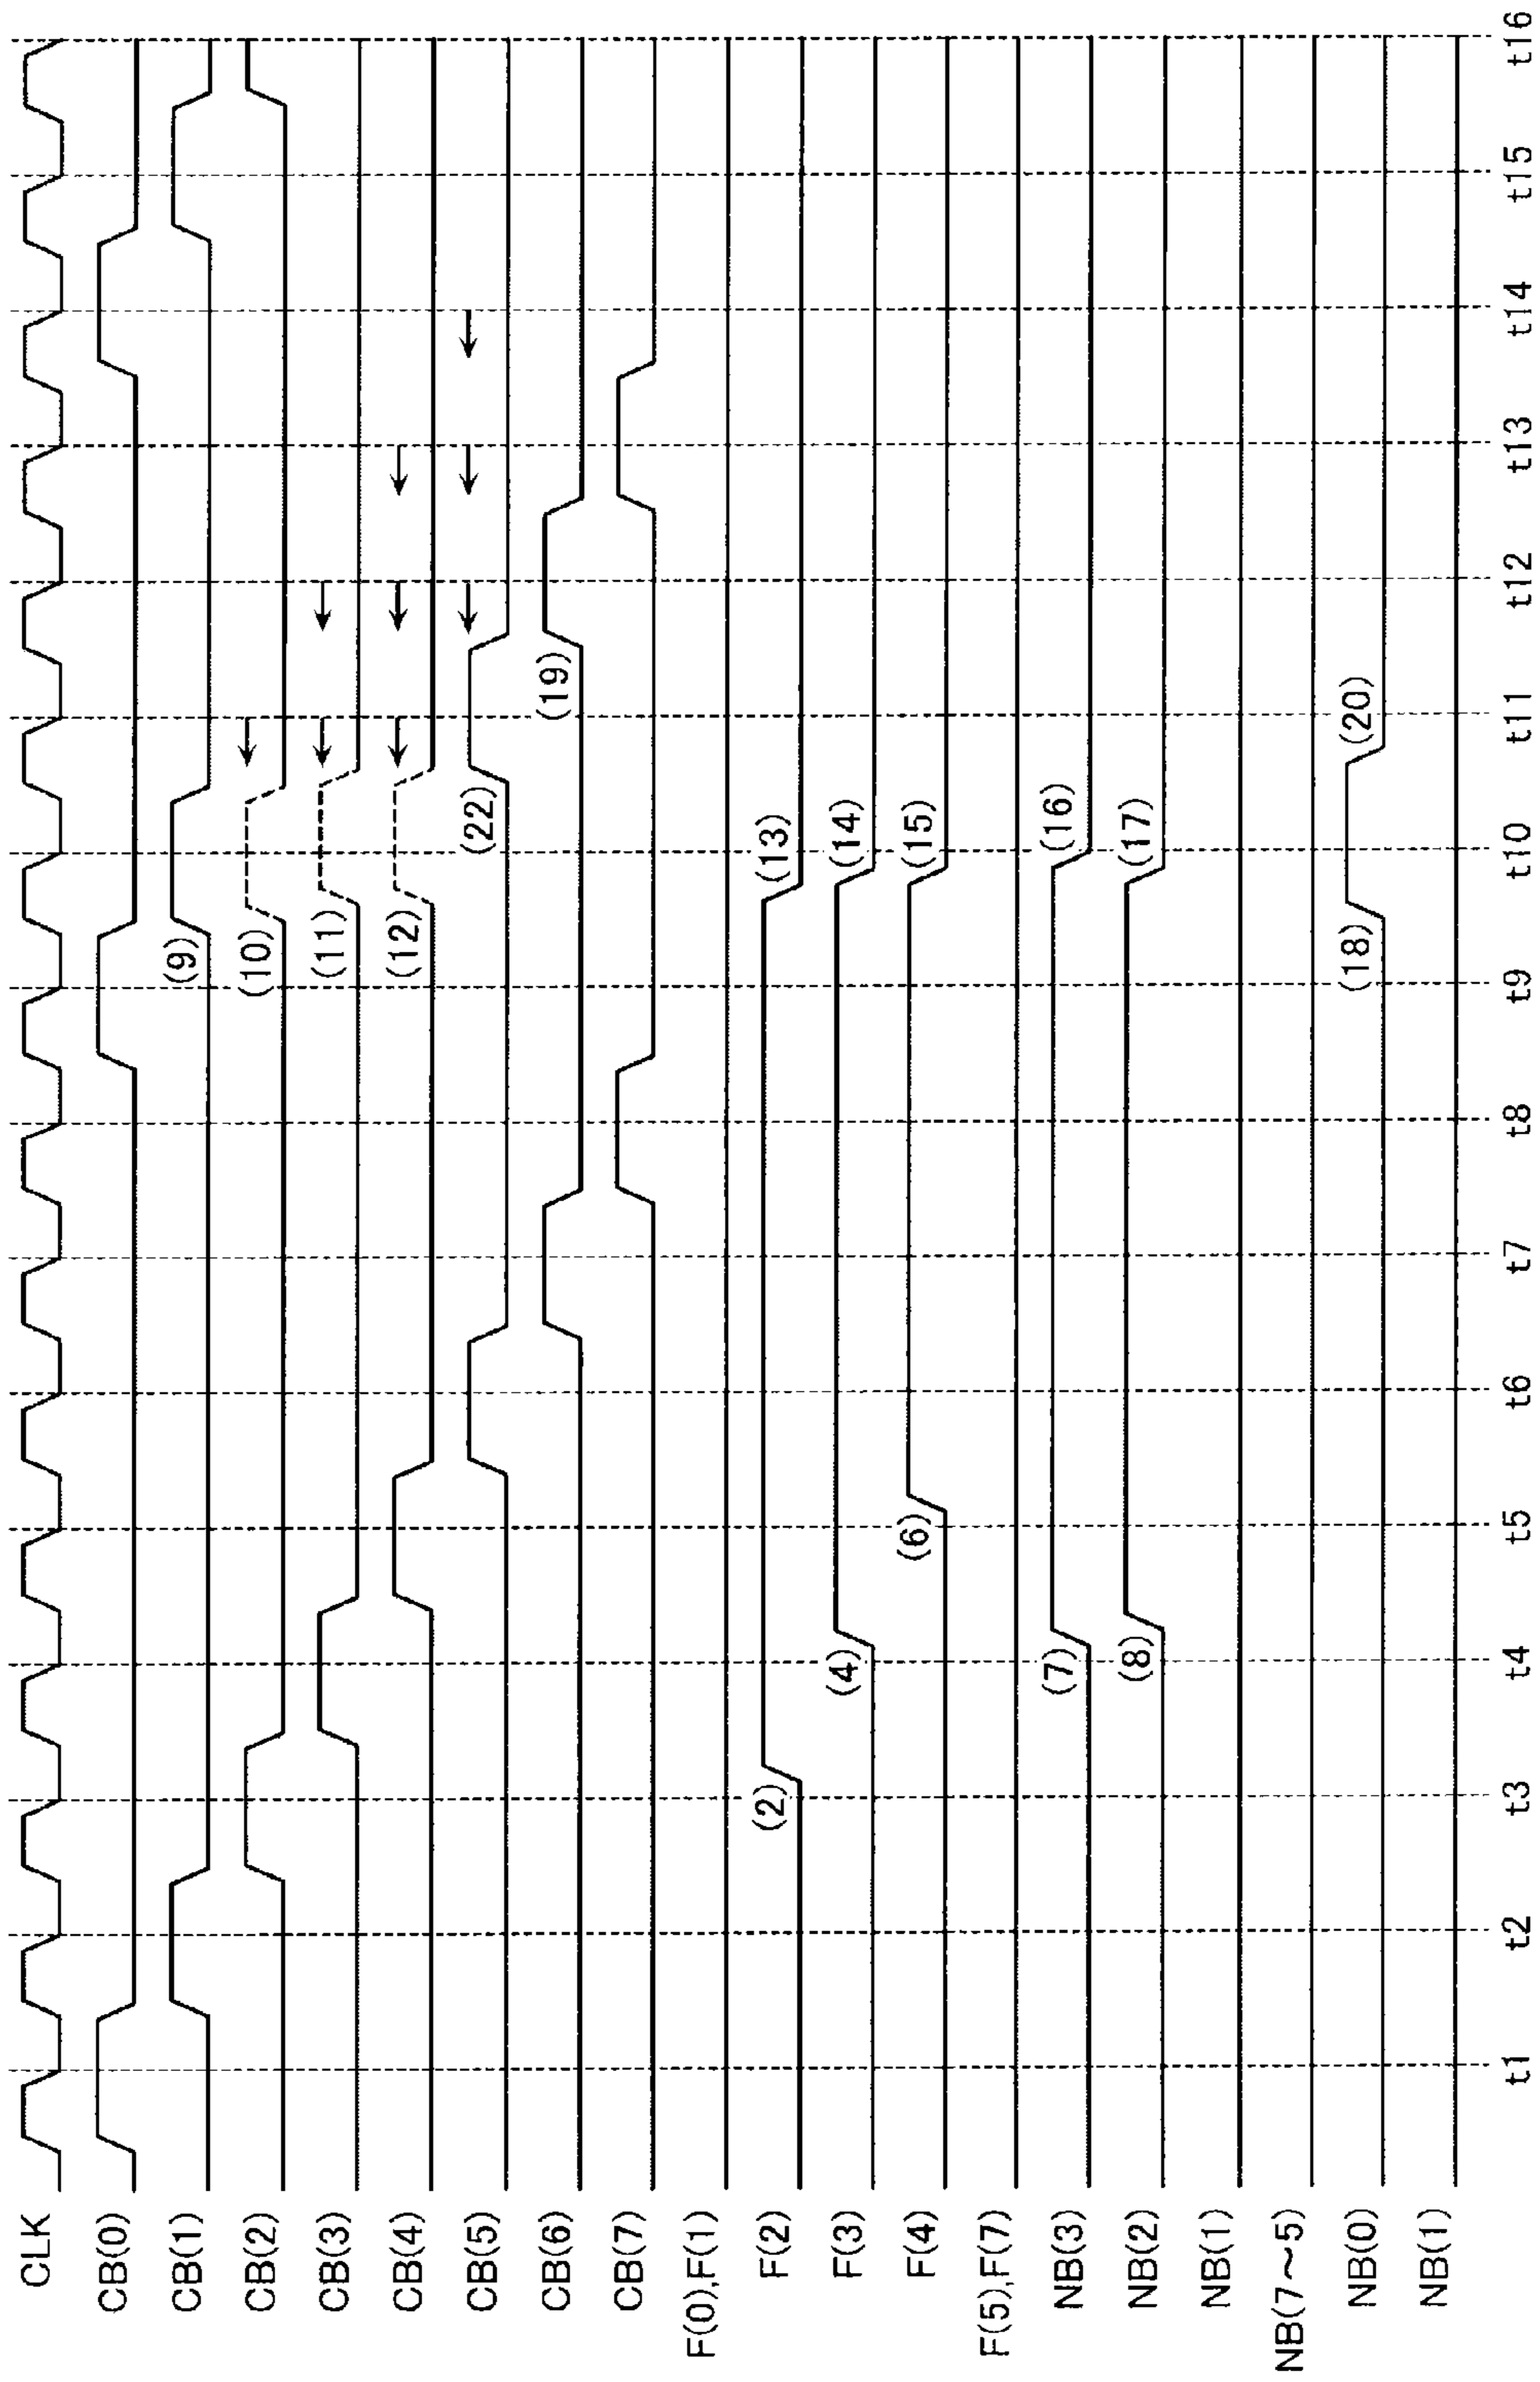 CLK
CB(0)
CB(1)
(9)
CB(2)
(10)
CB(3)
(11)
CB(4)
(12)
CB(5)
(22)
CB(6)
(19)
CB(7)
F(0),F(1)
F(2)
(2)
(13)
F(3)
(4)
(14)
F(4)
(6)
(15)
F(5),F(7)
NB(3)
(7)
(16)
NB(2)
(8)
(17)
NB(1)
NB(7～5)
NB(0)
(18)
(20)
NB(1)
t1 t2 t3 t4 t5 t6 t7 t8 t9 t10 t11 t12 t13 t14 t15 t16